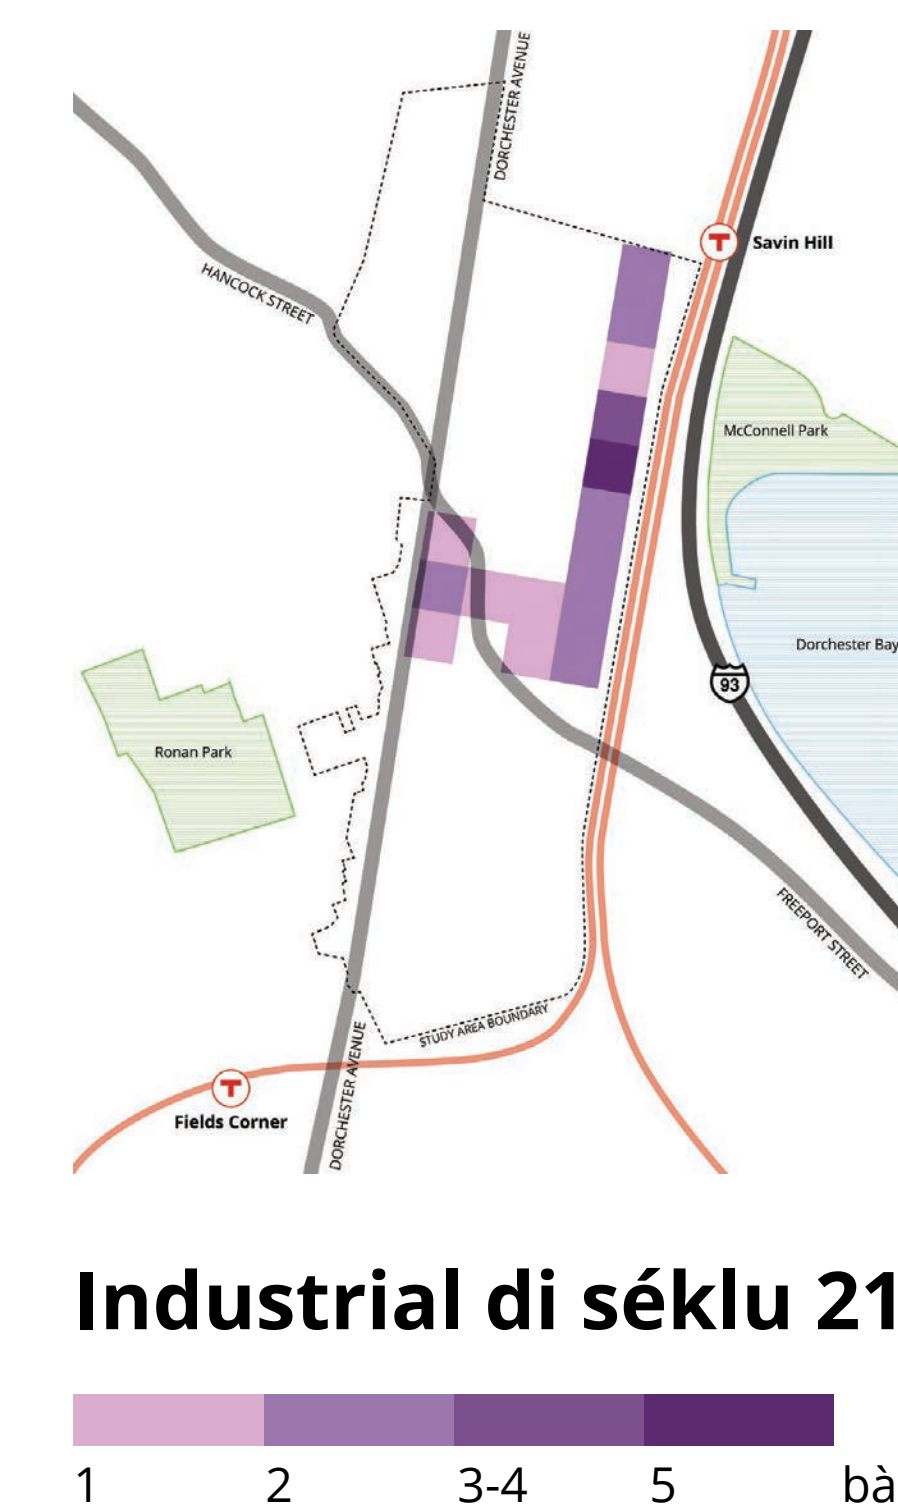 DORCHESTER AVENUE
HANCOCK STREET
Savin Hill
McConnell Park
Dorchester Bay
93
Ronan Park
FREEPORT STREET
STUDY AREA BOUNDARY
T
T
Fields Corner
DORCHESTER AVENUE
Industrial di séklu 21
1 2 3-4 5 bà